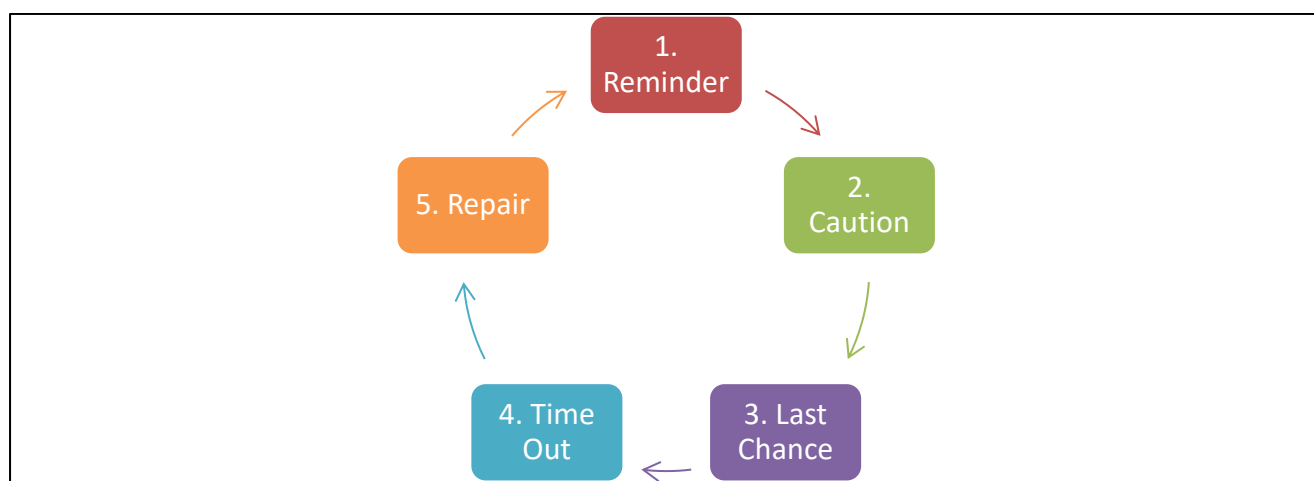 1.
Reminder
2.
Caution
3. Last
Chance
4. Time
Out
5. Repair